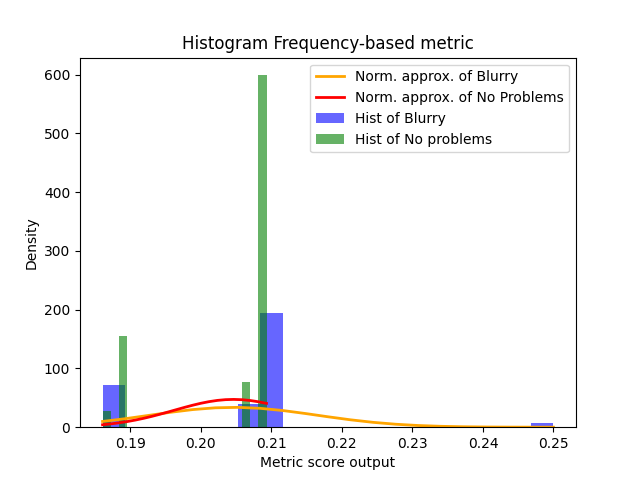 Histogram Frequency-based metric
Norm. approx. of Blurry
Norm. approx. of No Problems
Hist of Blurry
Hist of No problems
Density
600
500
400
300
200
100
0
0.19 0.20 0.21 0.22 0.23 0.24 0.25
Metric score output